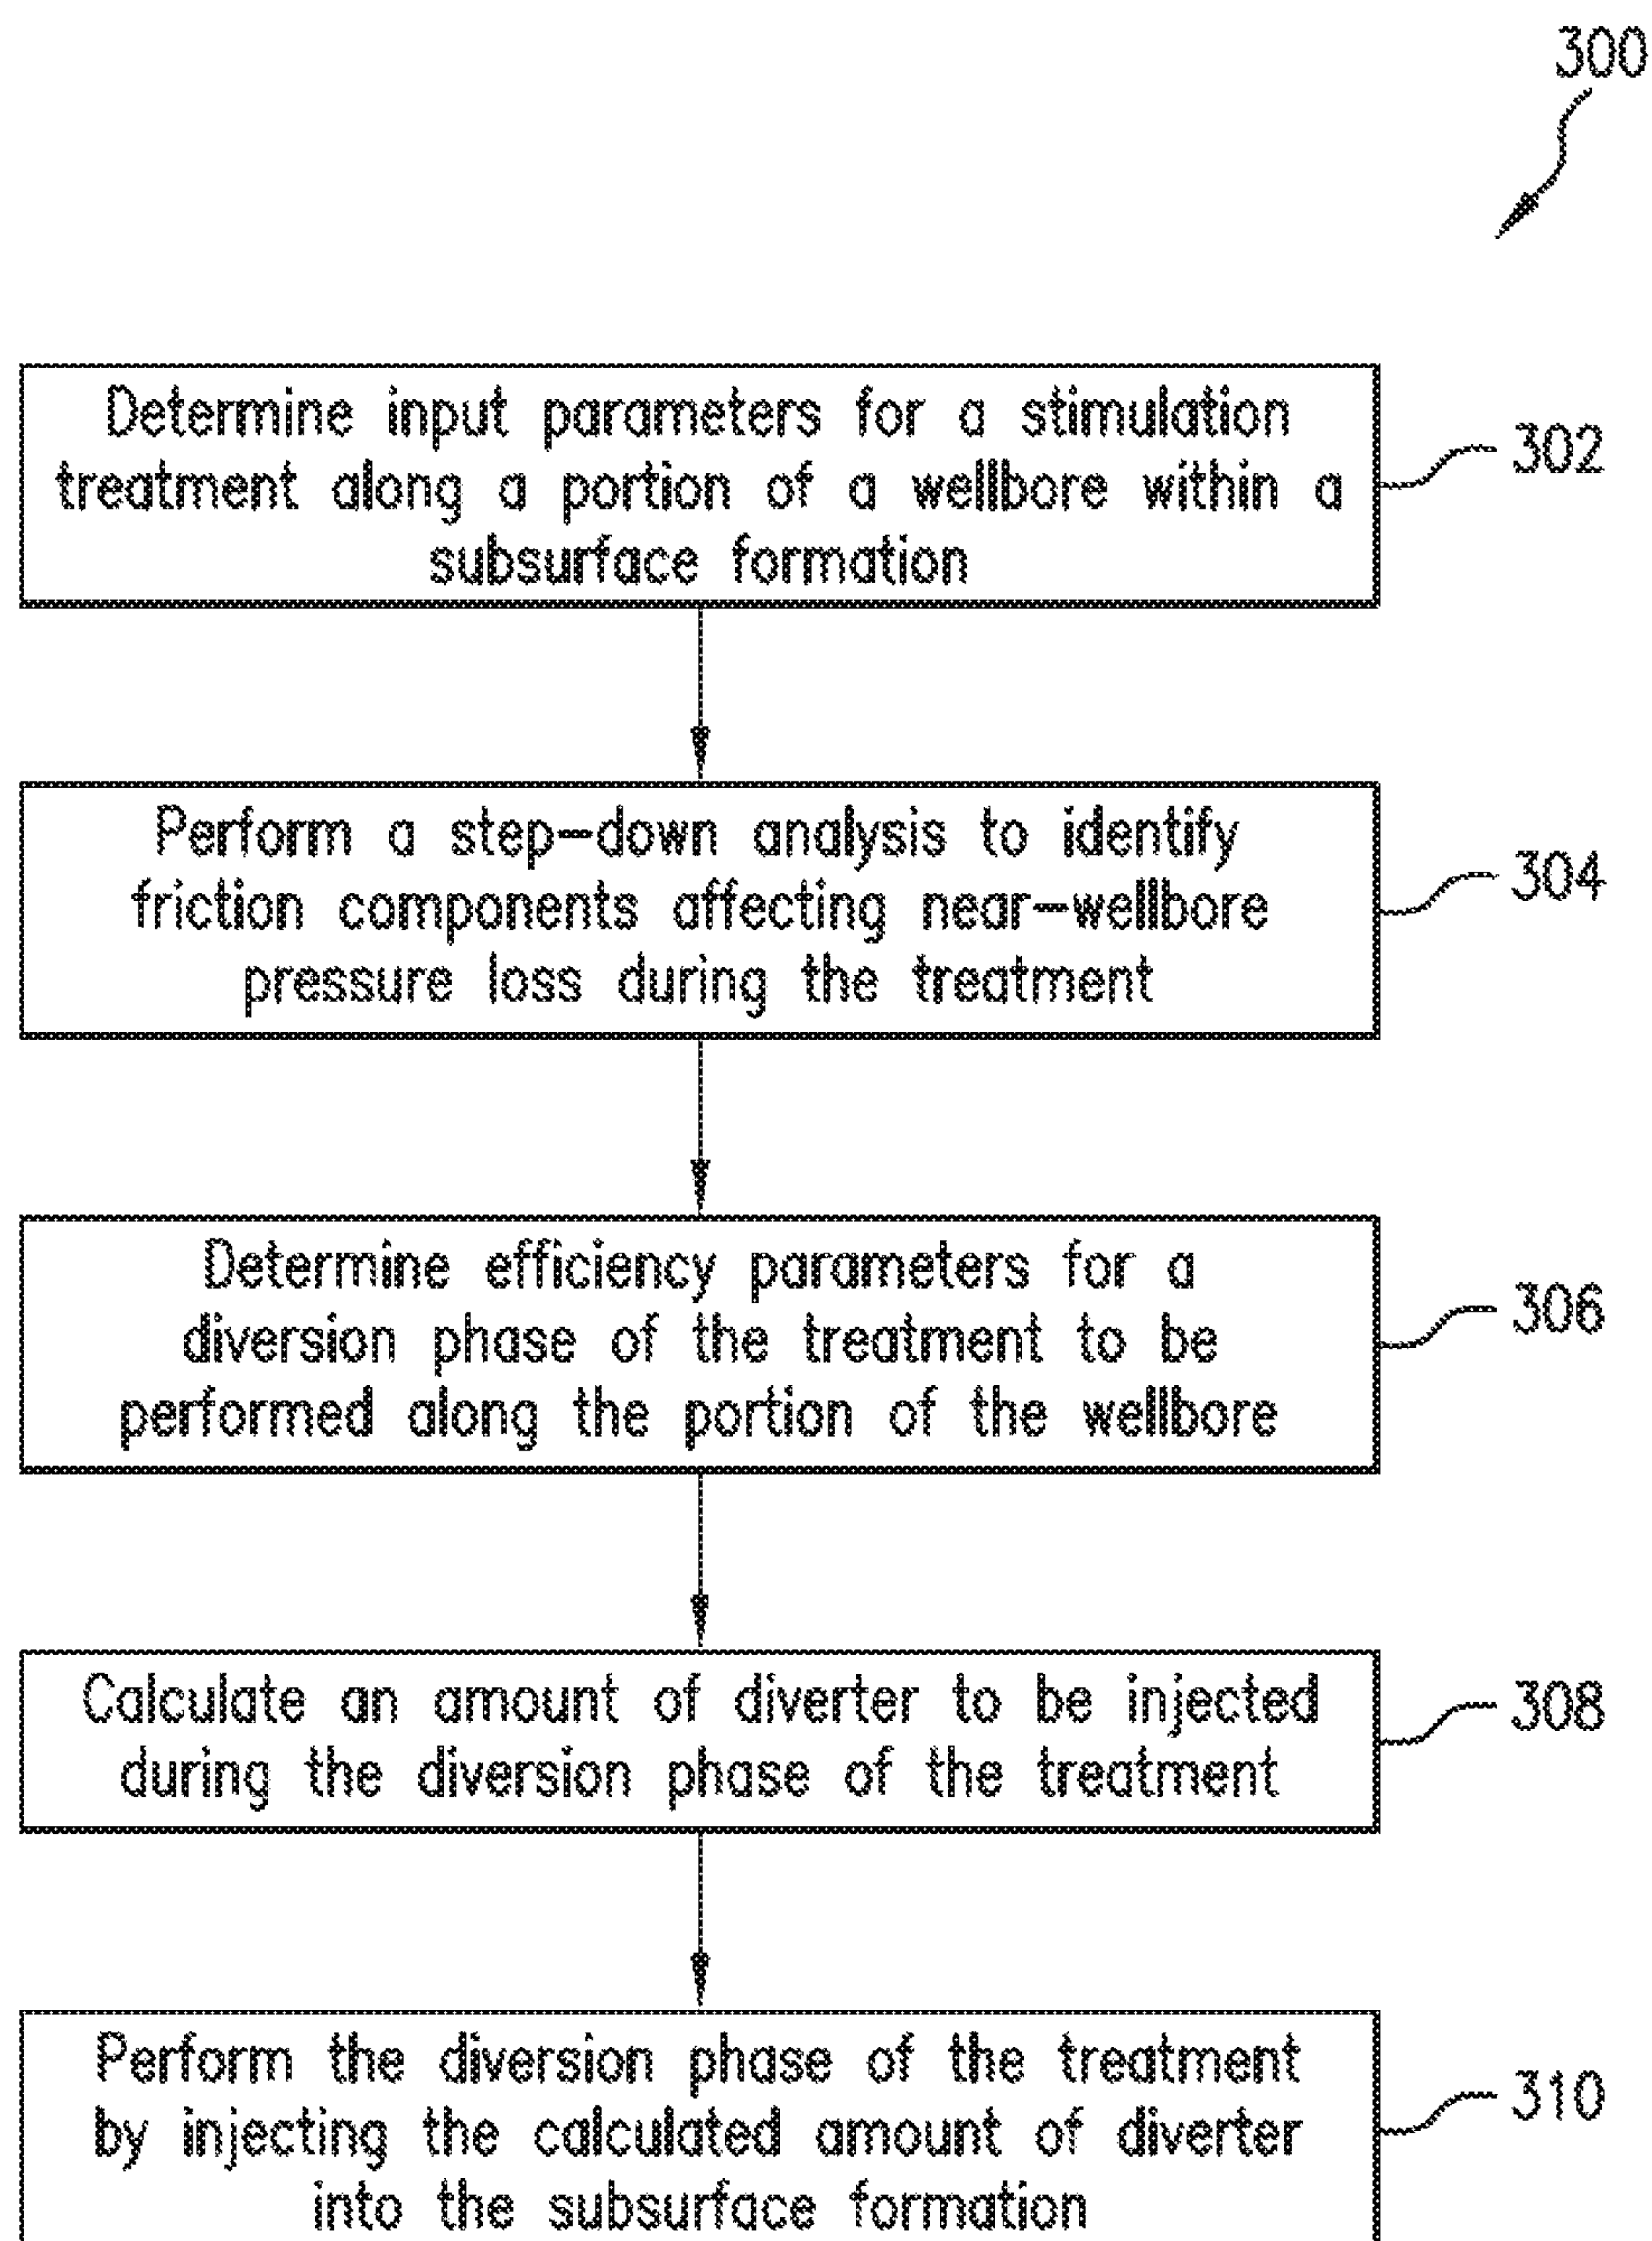 300
Determine input parameters for a stimulation
treatment along a portion of a wellbore within a
subsurface formation
302
Perform a step-down analysis to identify
friction components affecting near-wellbore
pressure loss during the treatment
304
Determine efficiency parameters for a
diversion phase of the treatment to be
performed along the portion of the wellbore
306
Calculate an amount of diverter to be injected
during the diversion phase of the treatment
308
Perform the diversion phase of the treatment
by injecting the calculated amount of diverter
into the subsurface formation
310